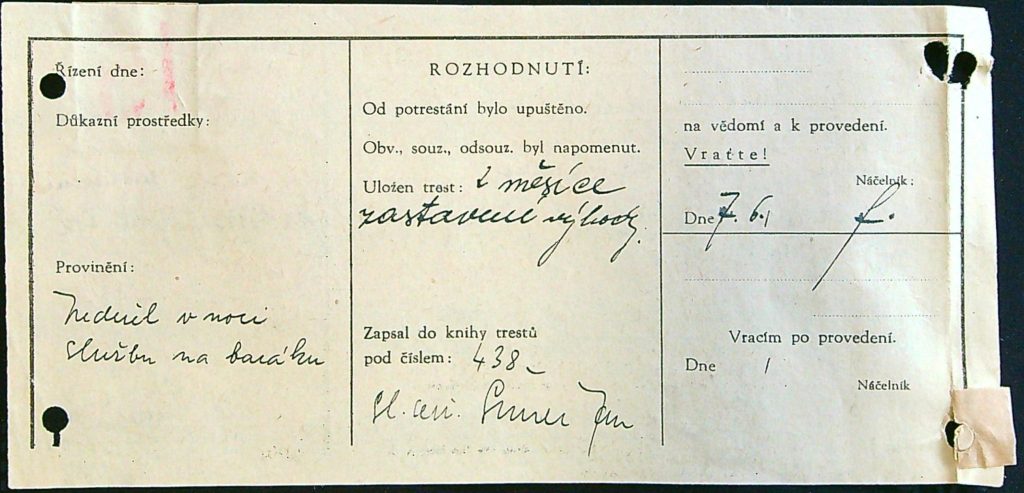 Řízení dne:
Důkazní prostředky:
Provinění:
Nedržel v noci
službu na baráku
ROZHODNUTÍ:
Od potrestání bylo upuštěno.
Obv., souz., odsouz. byl napomenut.
Uložen trest: 2 měsíce
zastavení výhody.
Zapsal do knihy trestů
pod číslem: 438
Jan
na vědomí a k provedení.
Vraťte!
Náčelník:
Dne 7. 6.
Vracím po provedení.
Dne
Náčelník